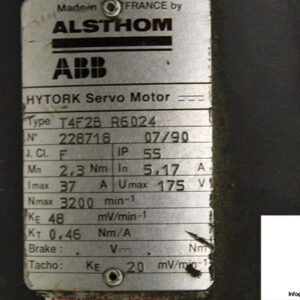 Made in FRANCE by
ALSTHOM
ABB
HYTORK Servo Motor
Type T4F2B R6024
N° 228718 07/90
J. Cl. F IP 55
Mn 2,3 Nm In 5,17 A
Imax 37 A Umax 175 V
Nmax 3200 min⁻¹
KE 48 mV/min⁻¹
KT 0,46 Nm/A
Brake: V Nm
Tacho: KE 20 mV/min⁻¹